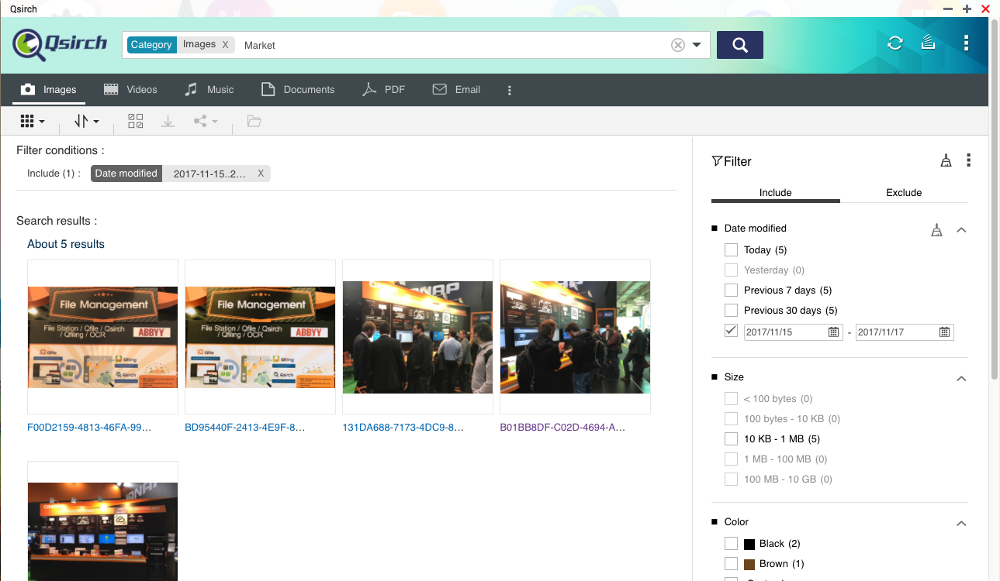 Qsirch
Qsirch
Category Images X Market
Images Videos Music Documents PDF Email
Filter conditions :
Include (1) : Date modified 2017-11-15..2… X
Search results :
About 5 results
File Management
File Station / Qfile / Qsirch
/ Qfiling / OCR
ABBYY
Qfile
Qfiling
Qsirch
File Management
File Station / Qfile / Qsirch
/ Qfiling / OCR
ABBYY
Qfile
Qfiling
Qsirch
QNAP
WD
QNAP
F00D2159-4813-46FA-99…
BD95440F-2413-4E9F-8…
131DA688-7173-4DC9-8…
B01BB8DF-C02D-4694-A…
QNAP
QNAP
Filter
Include Exclude
Date modified
Today (5)
Yesterday (0)
Previous 7 days (5)
Previous 30 days (5)
2017/11/15 - 2017/11/17
Size
< 100 bytes (0)
100 bytes - 10 KB (0)
10 KB - 1 MB (5)
1 MB - 100 MB (0)
100 MB - 10 GB (0)
Color
Black (2)
Brown (1)